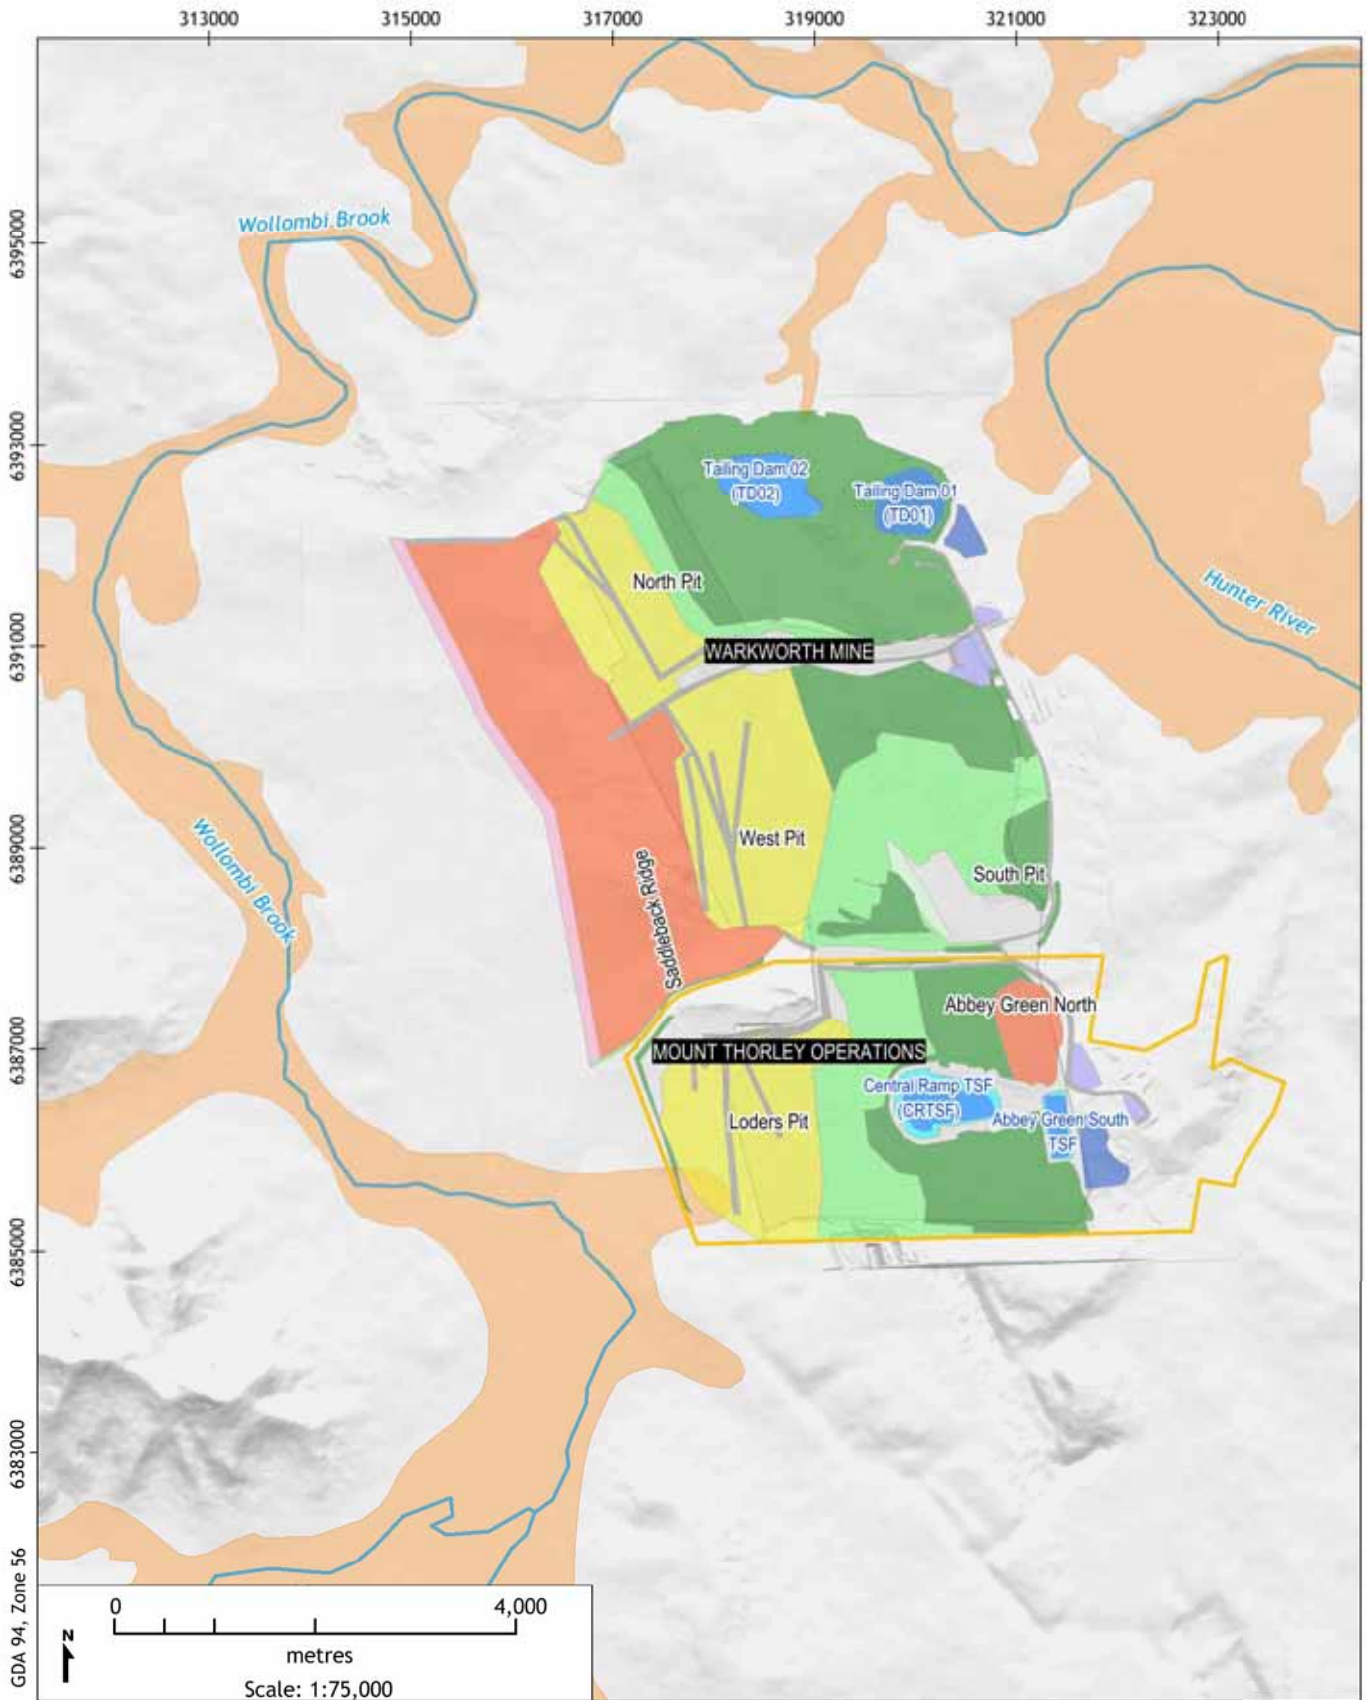 313000
315000
317000
319000
321000
323000
Wollombi Brook
6395000
6393000
Tailing Dam 02
(TD02)
Tailing Dam 01
(TD01)
North Pit
Hunter River
6391000
WARKWORTH MINE
West Pit
6389000
Wollombi Brook
Saddleback Ridge
South Pit
Abbey Green North
6387000
MOUNT THORLEY OPERATIONS
Central Ramp TSF
(CRTSF)
Loders Pit
Abbey Green South
TSF
6385000
6383000
GDA 94, Zone 56
0
4,000
N
metres
Scale: 1:75,000